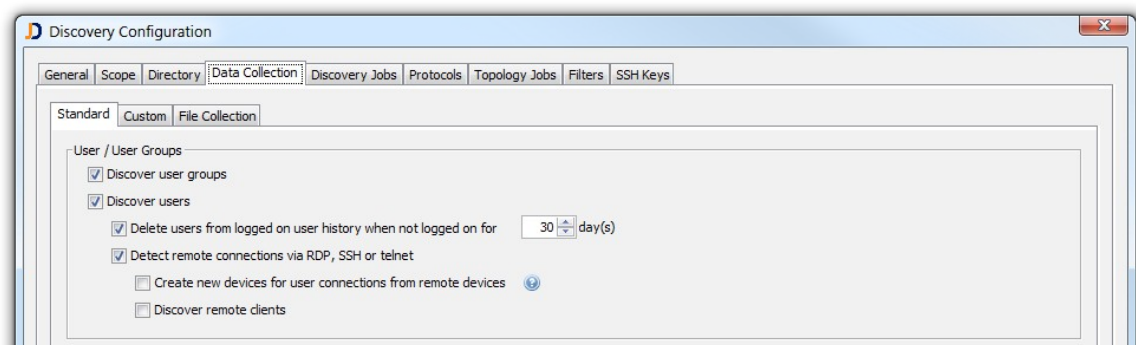 Discovery Configuration
General Scope Directory Data Collection Discovery Jobs Protocols Topology Jobs Filters SSH Keys
Standard Custom File Collection
User / User Groups
Discover user groups
Discover users
Delete users from logged on user history when not logged on for 30 day(s)
Detect remote connections via RDP, SSH or telnet
Create new devices for user connections from remote devices ?
Discover remote clients